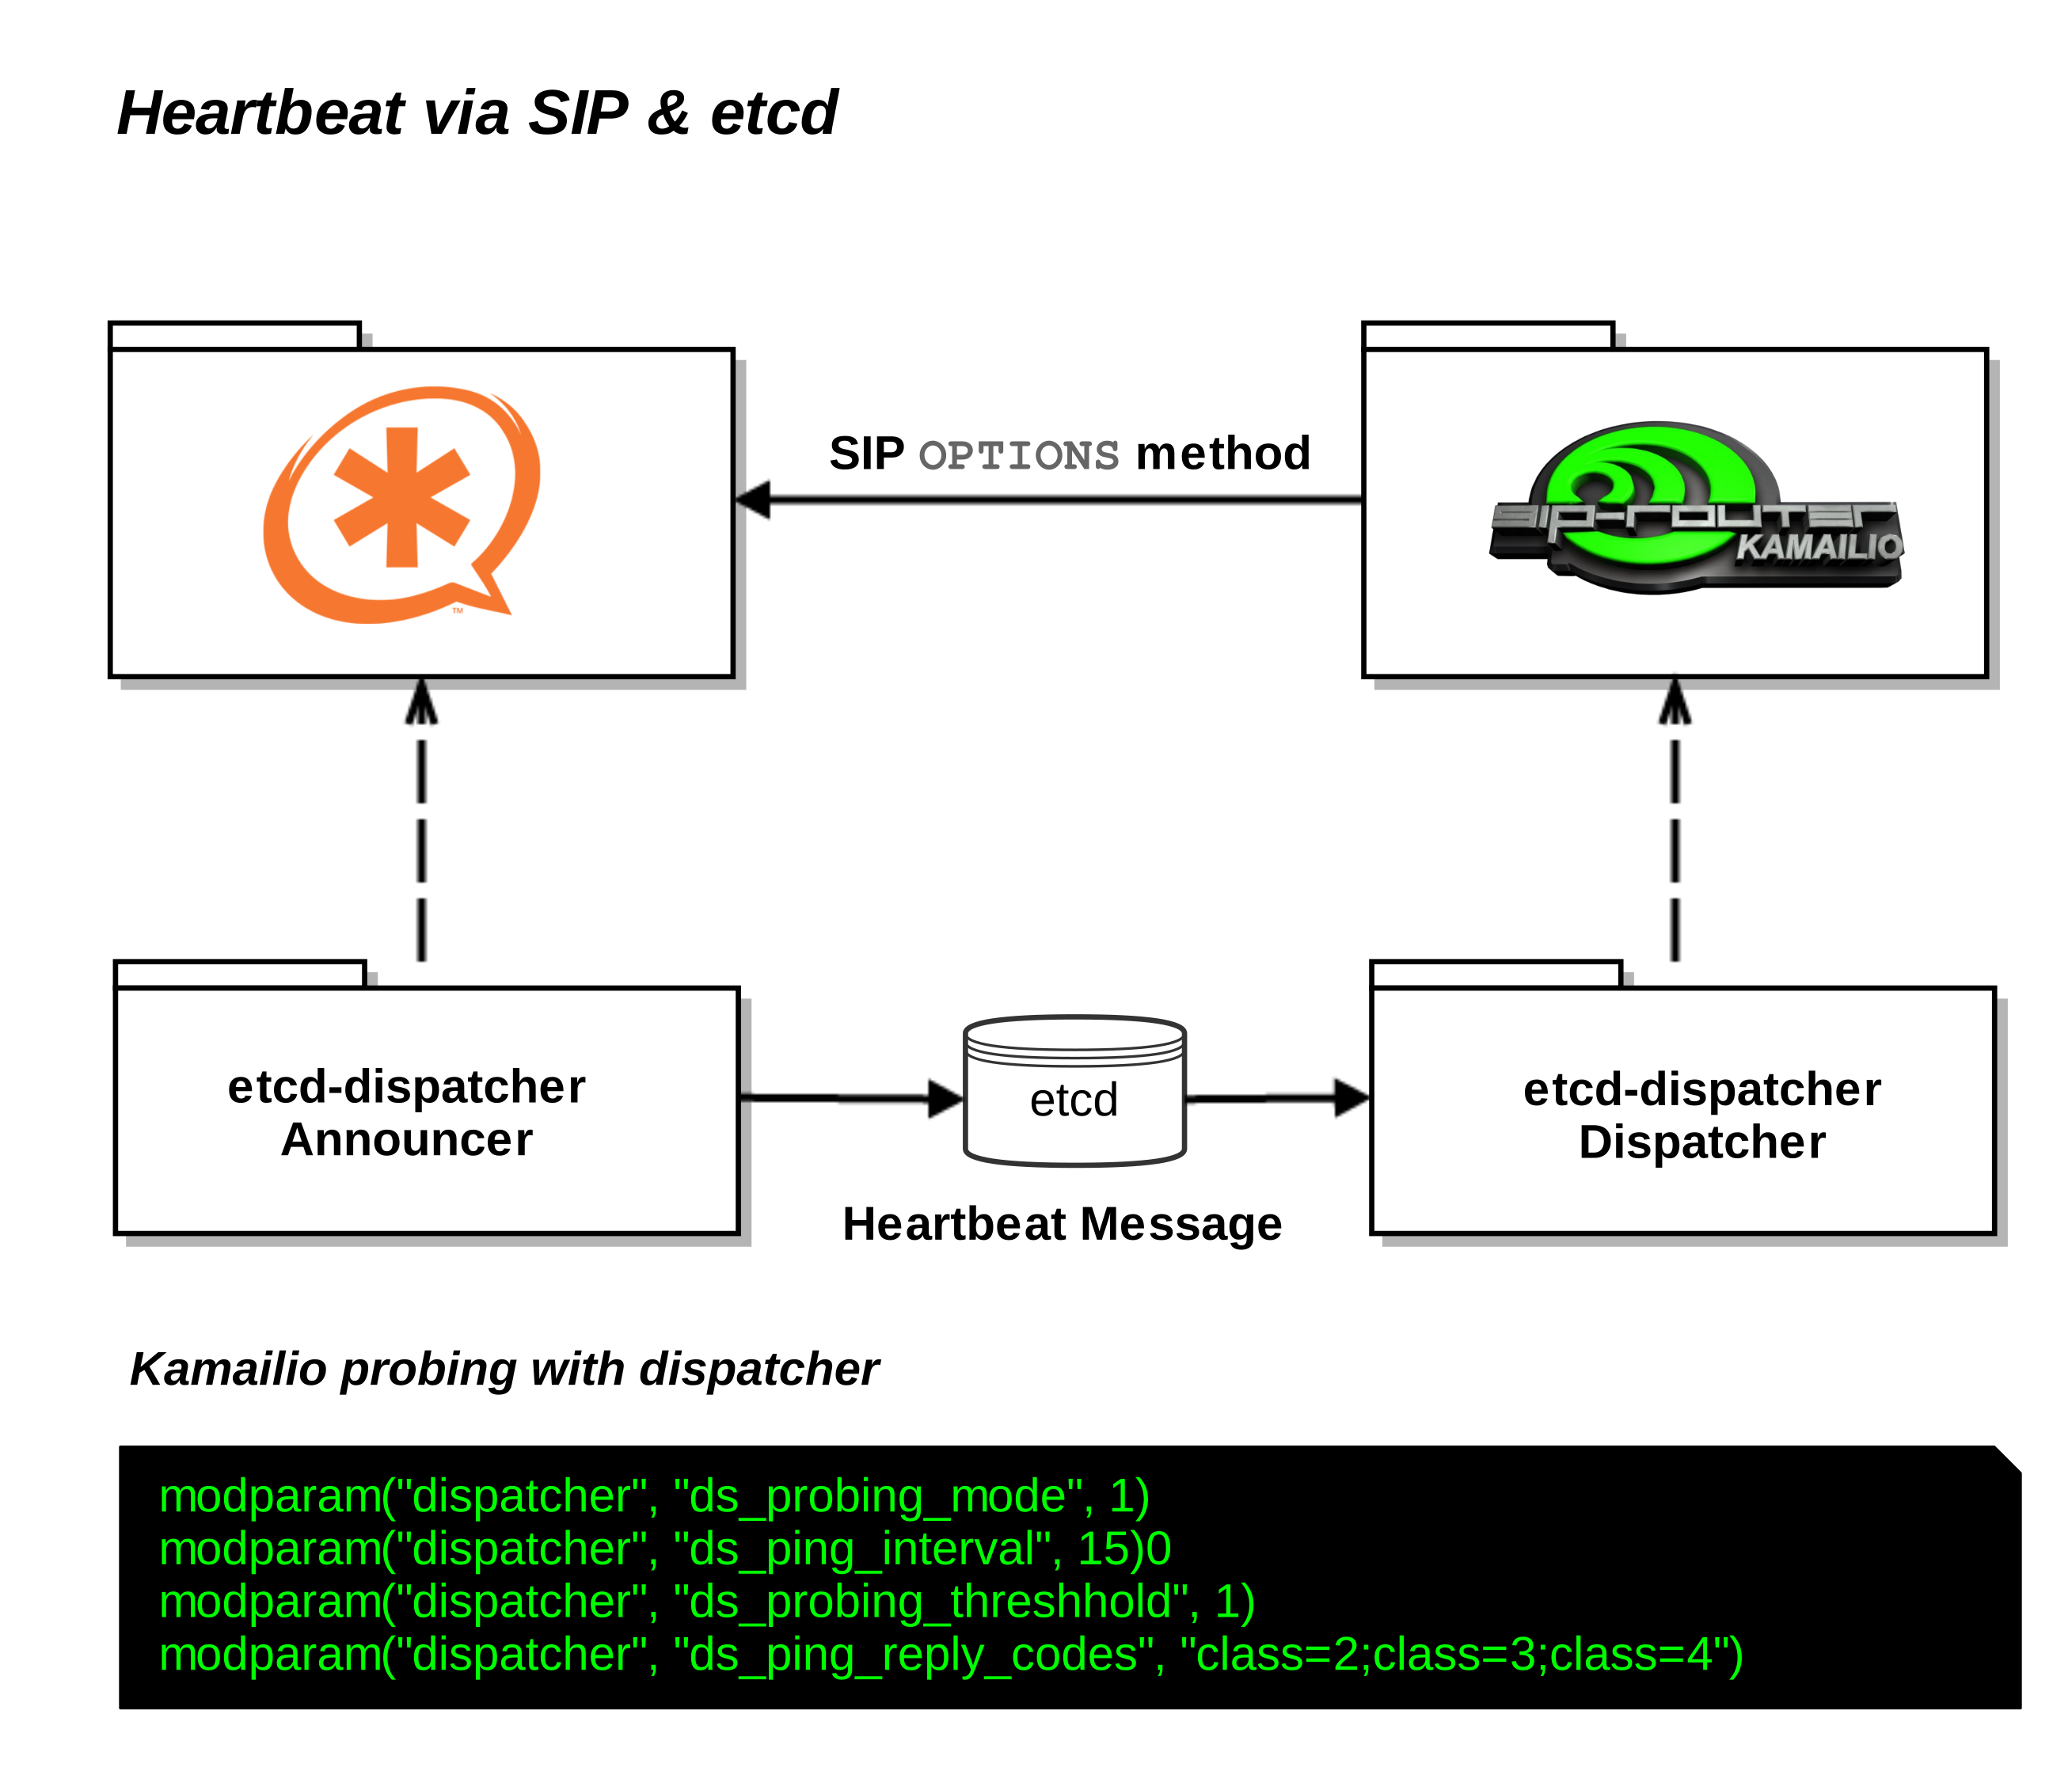 Heartbeat via SIP & etcd
SIP OPTIONS method
TM
sip-router
KAMAILIO
etcd-dispatcher
Announcer
etcd
etcd-dispatcher
Dispatcher
Heartbeat Message
Kamailio probing with dispatcher
modparam("dispatcher", "ds_probing_mode", 1)
modparam("dispatcher", "ds_ping_interval", 15)0
modparam("dispatcher", "ds_probing_threshhold", 1)
modparam("dispatcher", "ds_ping_reply_codes", "class=2;class=3;class=4")